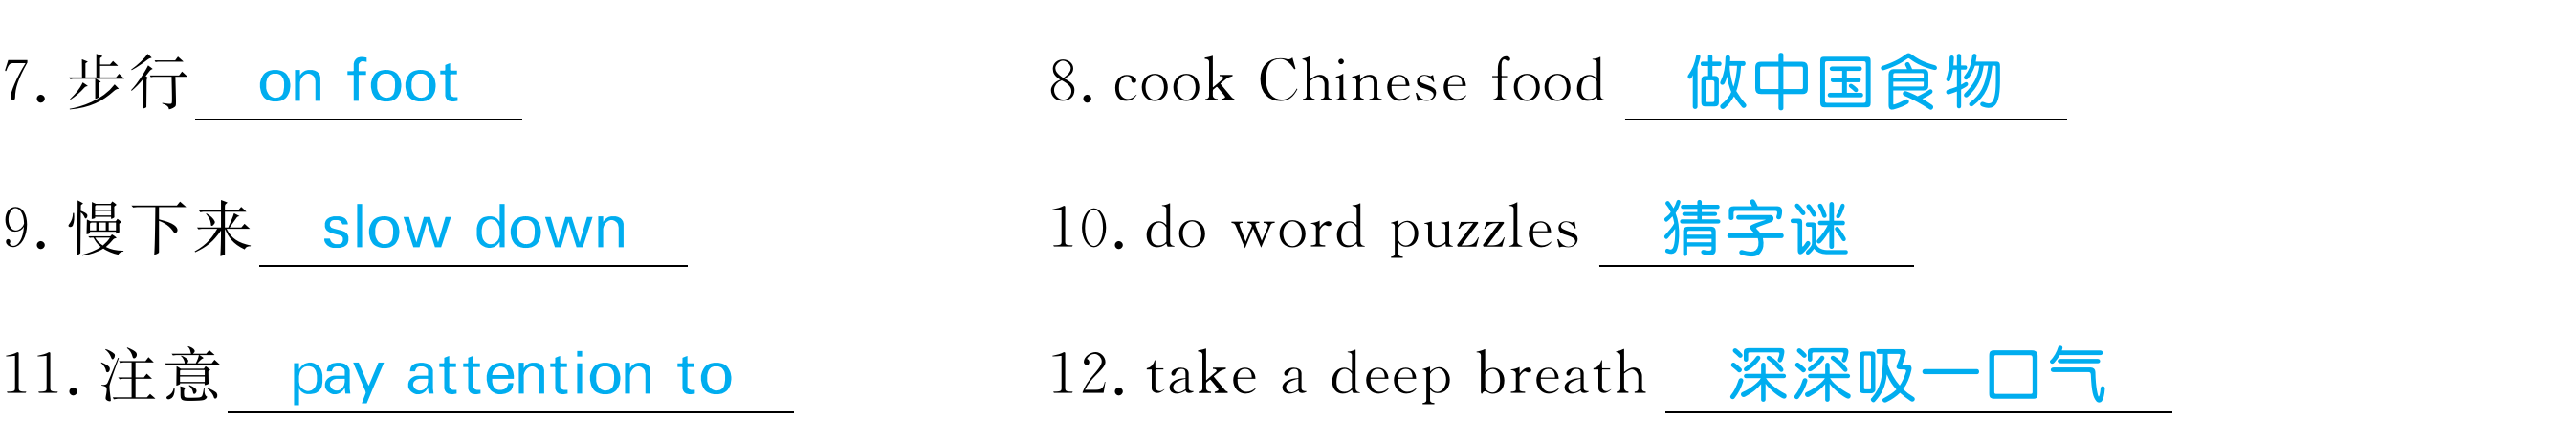 7. 步行 on foot 8. cook Chinese food 做中国食物
9. 慢下来 slow down 10. do word puzzles 猜字谜
11. 注意 pay attention to 12. take a deep breath 深深吸一口气